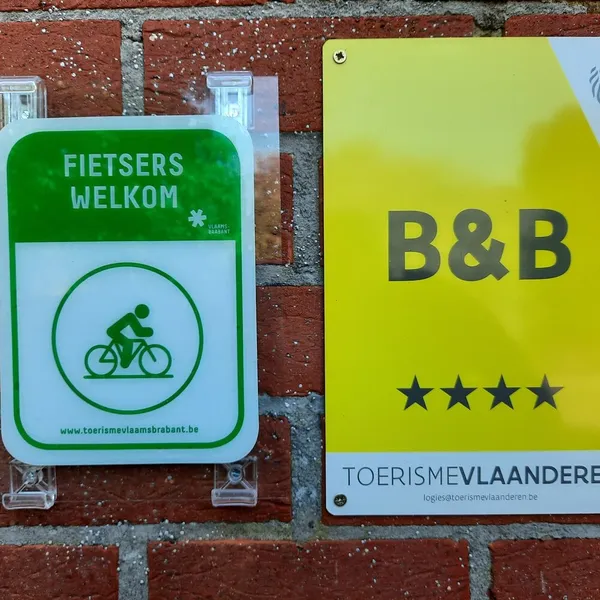 FIETSERS
WELKOM
VLAAMS-
BRABANT
www.toerismevlaamsbrabant.be
B&B
TOERISMEVLAANDERE
logies@toerismevlaanderen.be